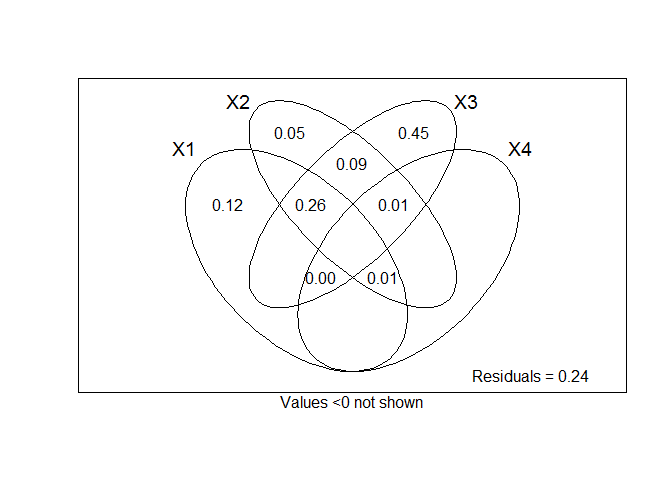 X2
X3
0.05
0.45
X1
X4
0.09
0.12
0.26
0.01
0.00
0.01
Residuals = 0.24
Values <0 not shown